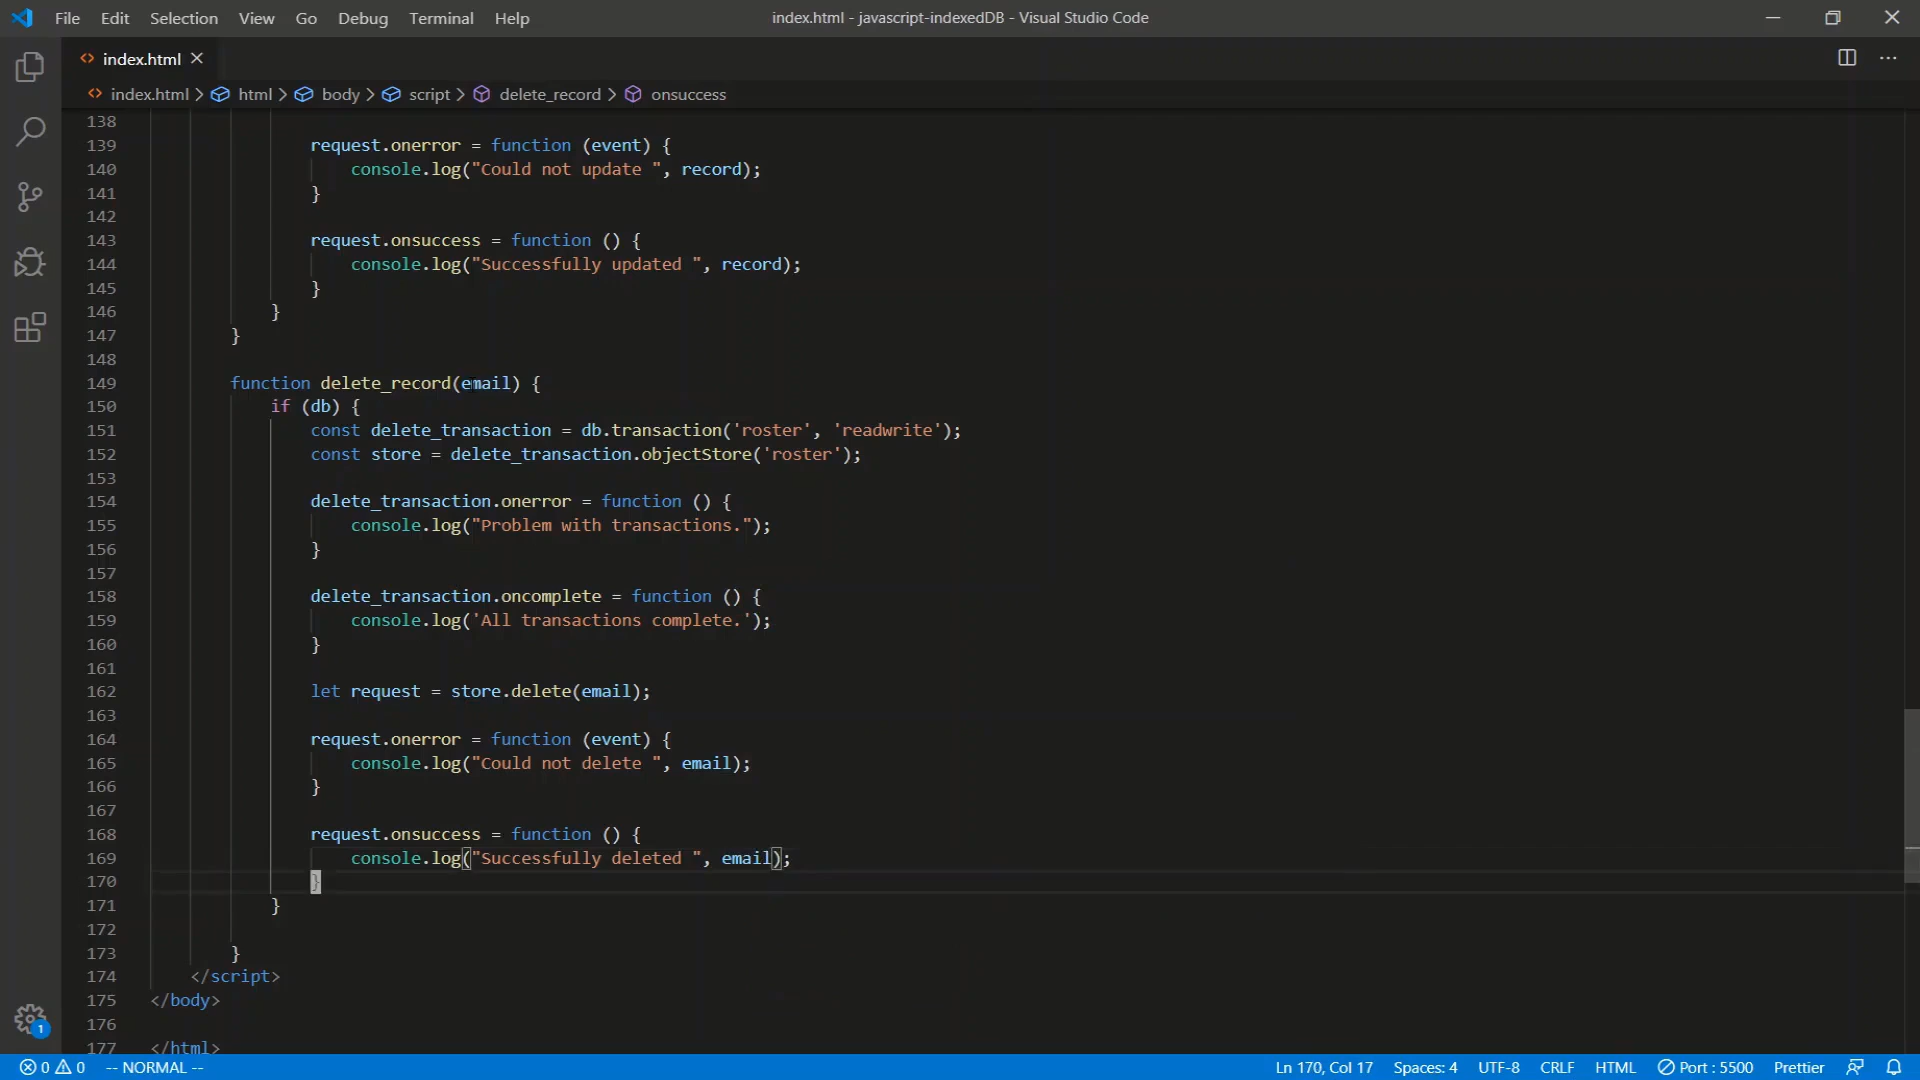 File Edit Selection View Go Debug Terminal Help index.html - javascript-indexedDB - Visual Studio Code
index.html
index.html > html > body > script > delete_record > onsuccess
138
139 request.onerror = function (event) {
140 console.log("Could not update ", record);
141 }
142
143 request.onsuccess = function () {
144 console.log("Successfully updated ", record);
145 }
146 }
147 }
148
149 function delete_record(email) {
150 if (db) {
151 const delete_transaction = db.transaction('roster', 'readwrite');
152 const store = delete_transaction.objectStore('roster');
153
154 delete_transaction.onerror = function () {
155 console.log("Problem with transactions.");
156 }
157
158 delete_transaction.oncomplete = function () {
159 console.log('All transactions complete.');
160 }
161
162 let request = store.delete(email);
163
164 request.onerror = function (event) {
165 console.log("Could not delete ", email);
166 }
167
168 request.onsuccess = function () {
169 console.log("Successfully deleted ", email);
170 }
171 }
172
173 }
174 </script>
175 </body>
176
177 </html>
1
0 0 -- NORMAL -- Ln 170, Col 17 Spaces: 4 UTF-8 CRLF HTML Port : 5500 Prettier